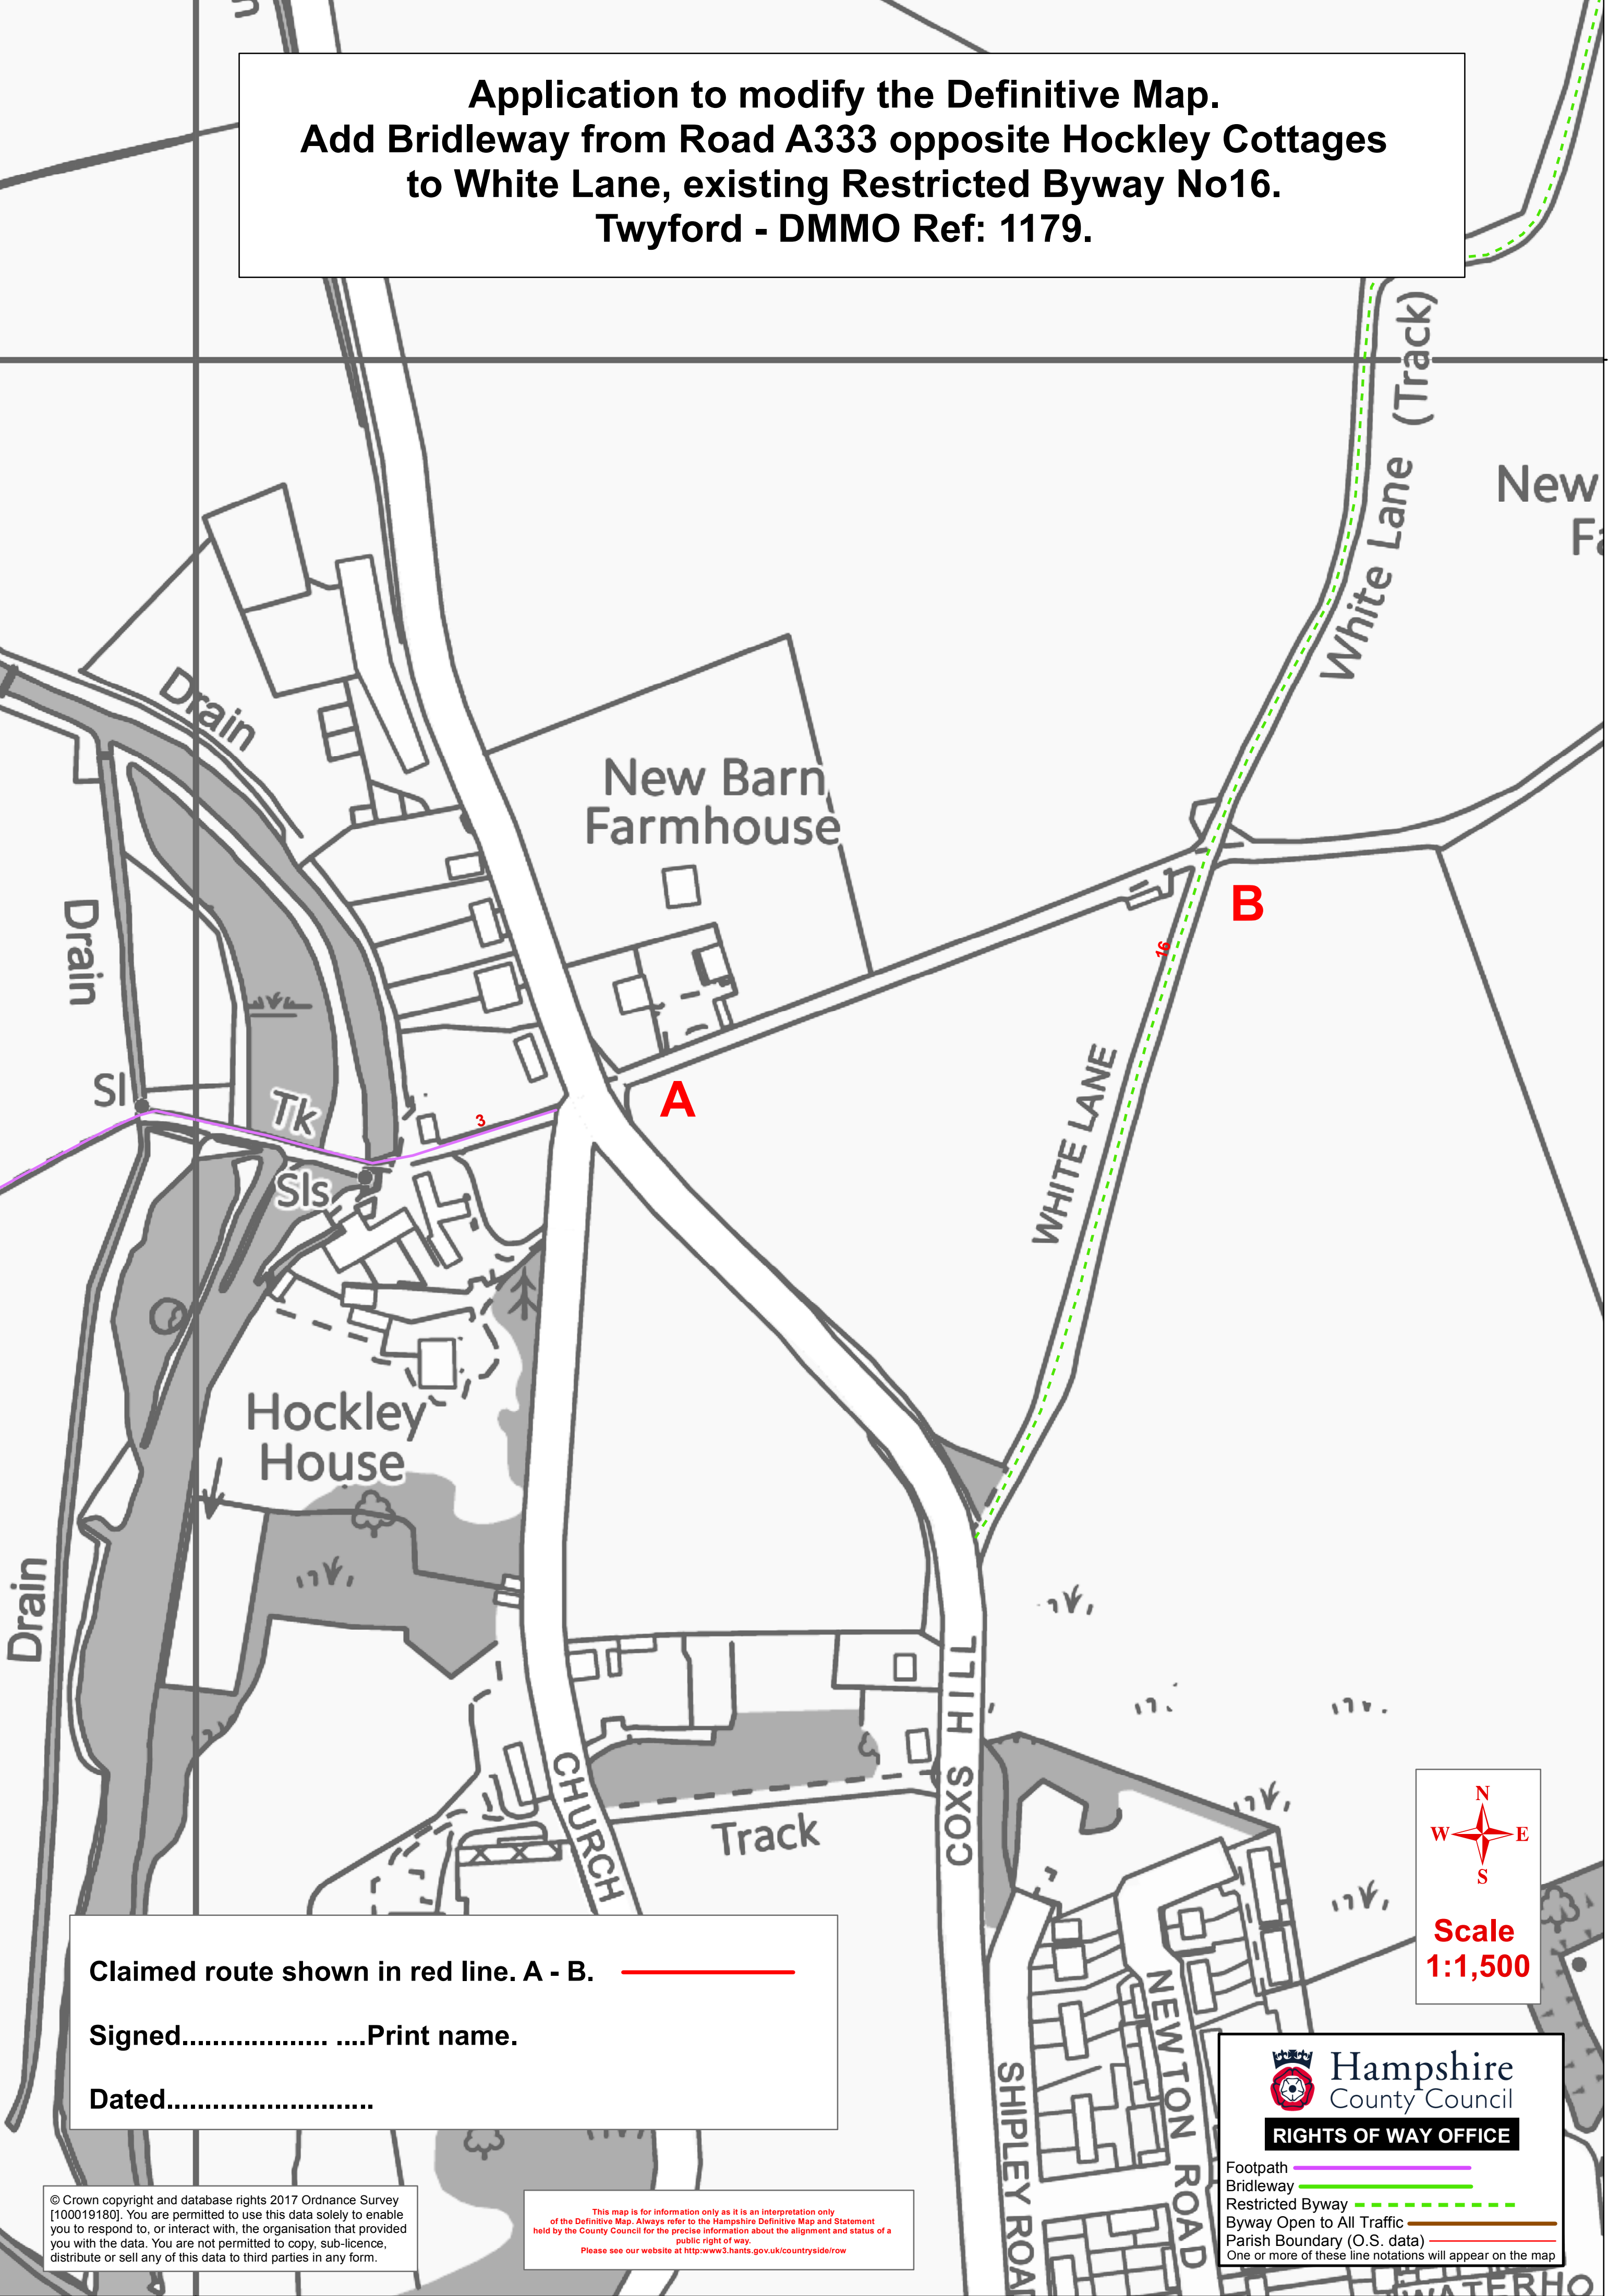 Application to modify the Definitive Map.
Add Bridleway from Road A333 opposite Hockley Cottages
to White Lane, existing Restricted Byway No16.
Twyford - DMMO Ref: 1179.
White Lane (Track)
New
Drain
New Barn
Farmhouse
B
16
Drain
Sl
Tk
3
A
Sls
WHITE LANE
Hockley
House
Drain
COXS HILL
CHURCH
Track
N
W E
S
Scale
1:1,500
Claimed route shown in red line. A - B.
Signed................... ....Print name.
Dated...........................
NEWTON ROAD
SHIPLEY ROA
Hampshire
County Council
RIGHTS OF WAY OFFICE
Footpath
Bridleway
Restricted Byway
Byway Open to All Traffic
Parish Boundary (O.S. data)
One or more of these line notations will appear on the map
© Crown copyright and database rights 2017 Ordnance Survey
[100019180]. You are permitted to use this data solely to enable
you to respond to, or interact with, the organisation that provided
you with the data. You are not permitted to copy, sub-licence,
distribute or sell any of this data to third parties in any form.
This map is for information only as it is an interpretation only
of the Definitive Map. Always refer to the Hampshire Definitive Map and Statement
held by the County Council for the precise information about the alignment and status of a
public right of way.
Please see our website at http:www3.hants.gov.uk/countryside/row